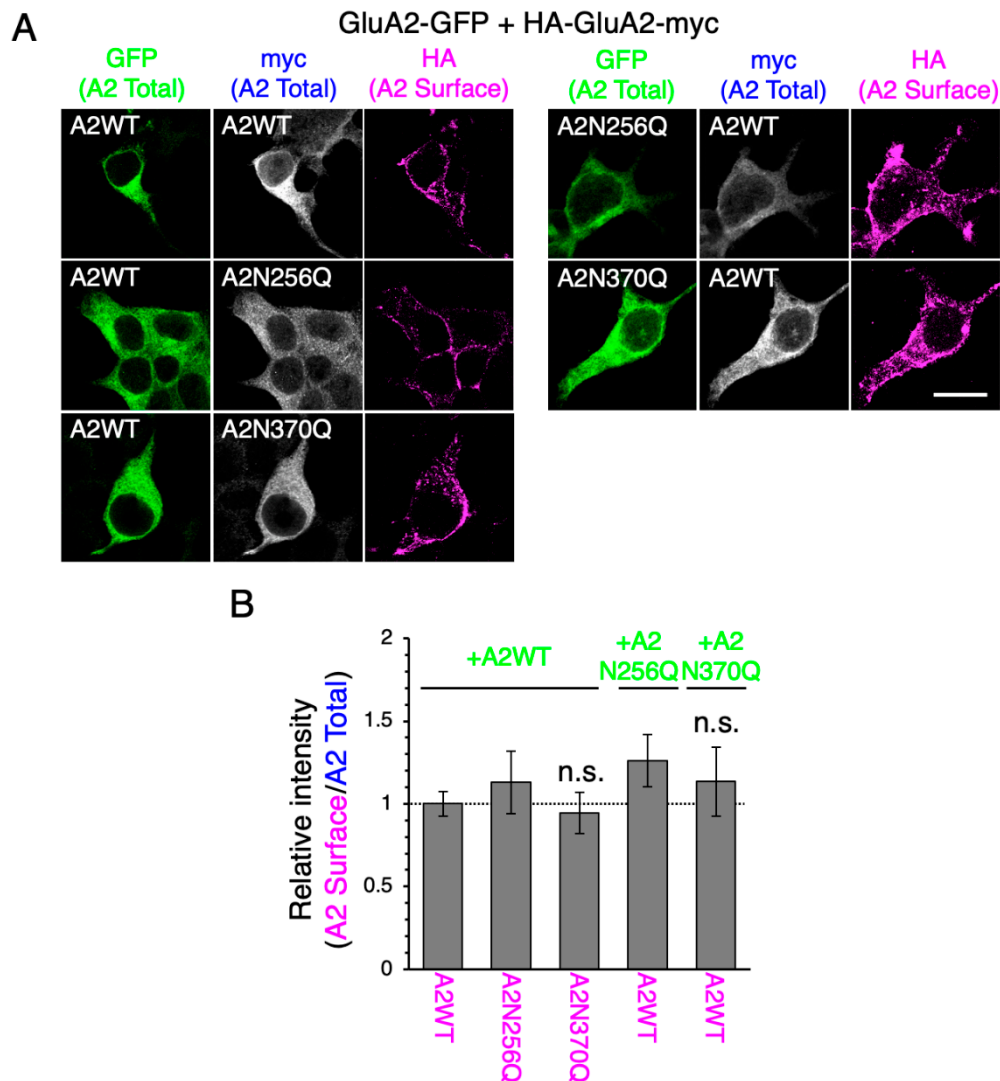 A
GluA2-GFP + HA-GluA2-myc
GFP
(A2 Total)
myc
(A2 Total)
HA
(A2 Surface)
GFP
(A2 Total)
myc
(A2 Total)
HA
(A2 Surface)
A2WT
A2WT
A2N256Q
A2WT
A2WT
A2N256Q
A2N370Q
A2WT
A2WT
A2N370Q
B
Relative intensity
(A2 Surface/A2 Total)
2
1.5
1
0.5
0
+A2WT
+A2
N256Q
+A2
N370Q
n.s.
n.s.
A2WT
A2N256Q
A2N370Q
A2WT
A2WT